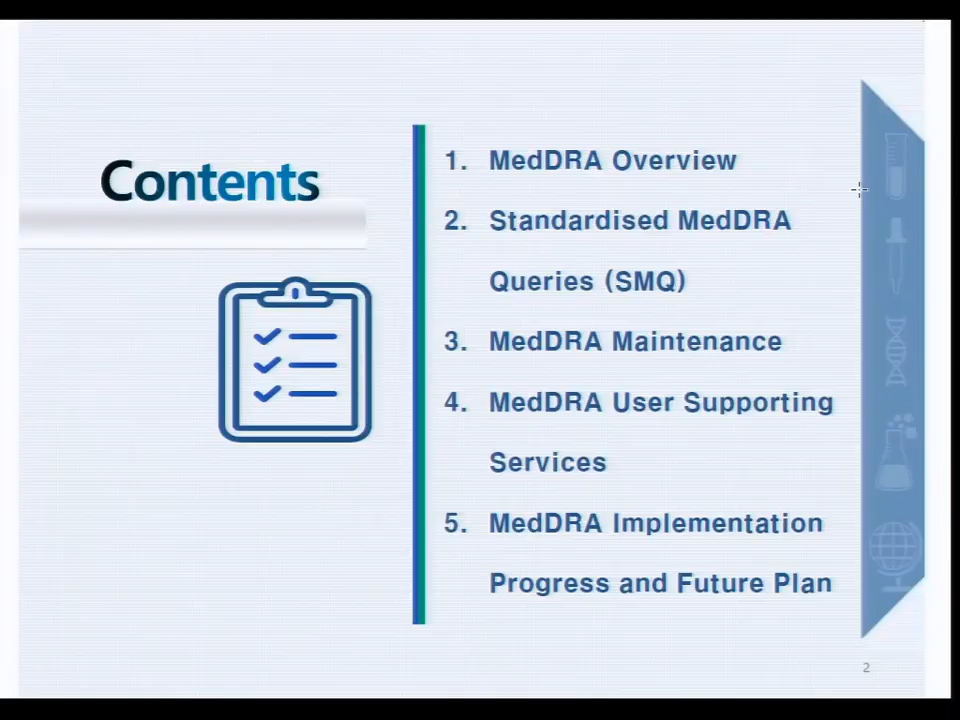 Contents
1. MedDRA Overview
2. Standardised MedDRA
Queries (SMQ)
3. MedDRA Maintenance
4. MedDRA User Supporting
Services
5. MedDRA Implementation
Progress and Future Plan
2